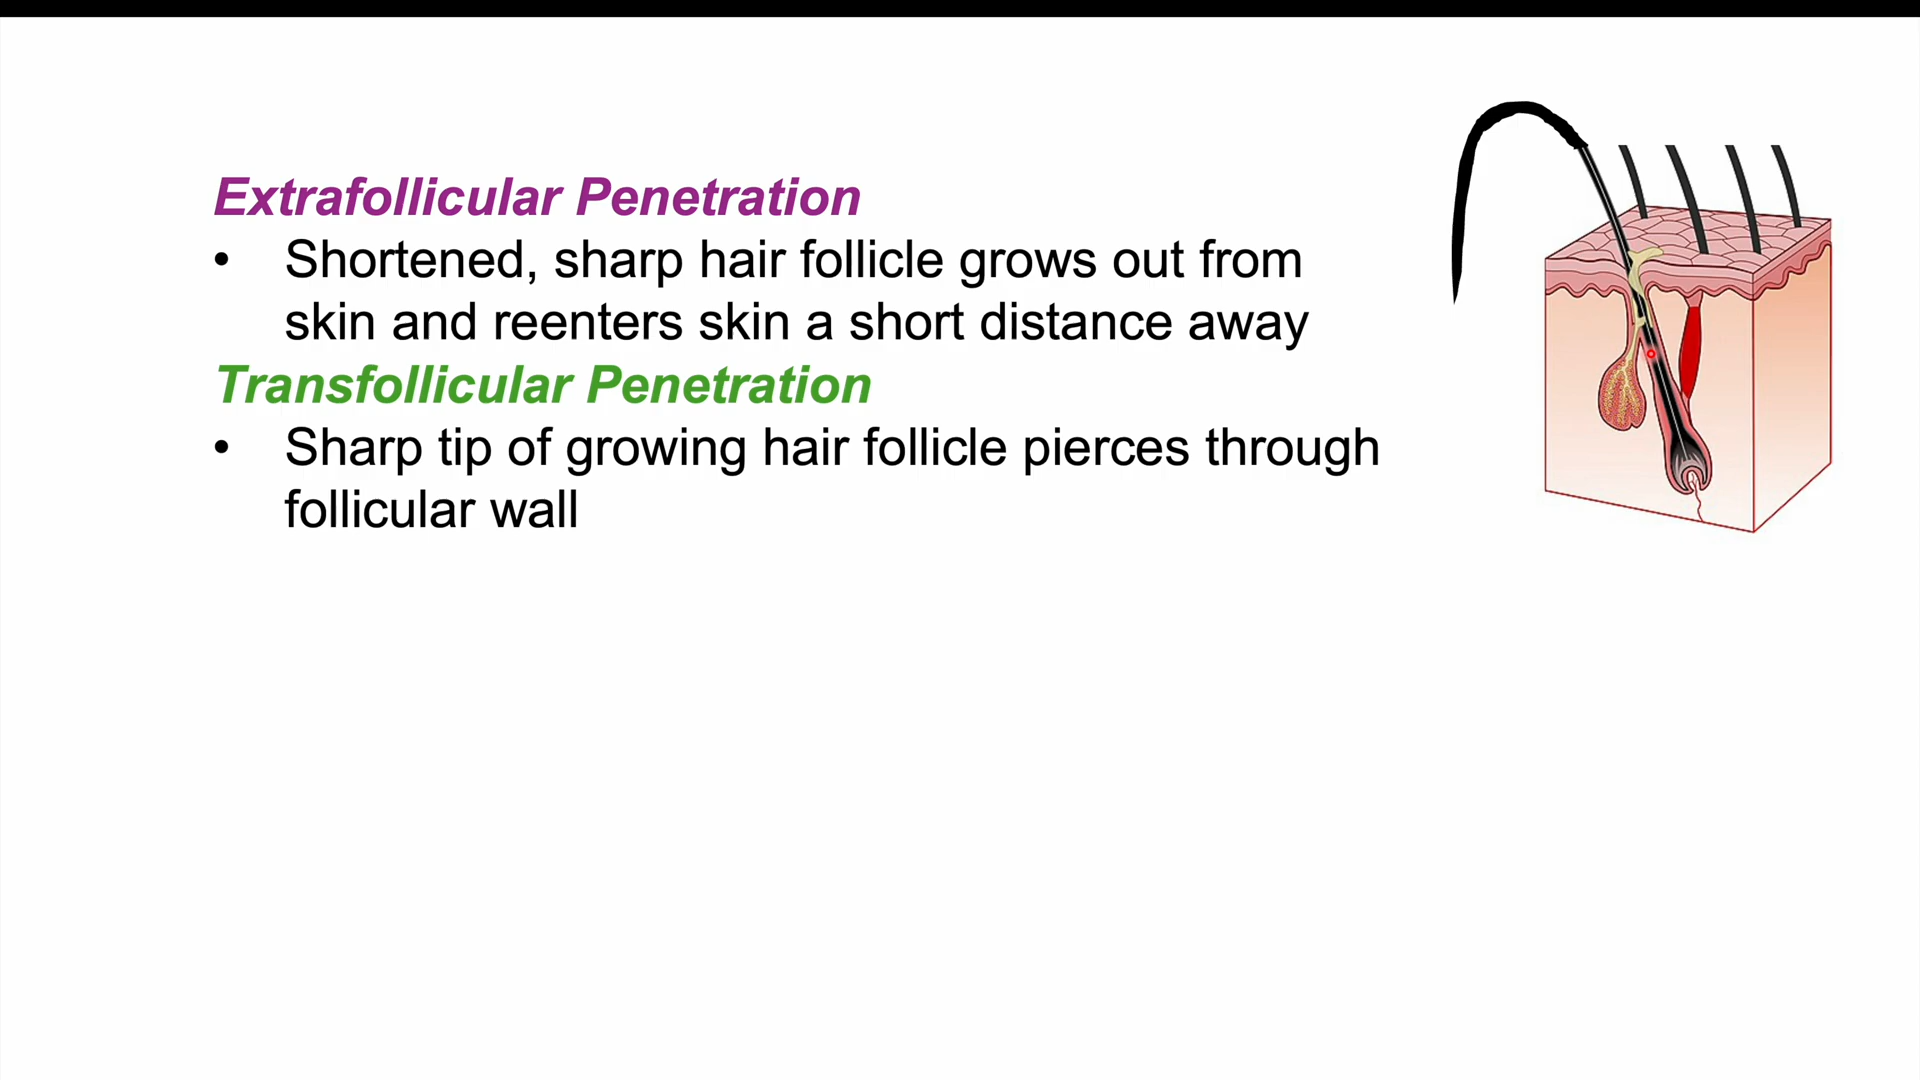 Extrafollicular Penetration
• Shortened, sharp hair follicle grows out from
skin and reenters skin a short distance away
Transfollicular Penetration
• Sharp tip of growing hair follicle pierces through
follicular wall